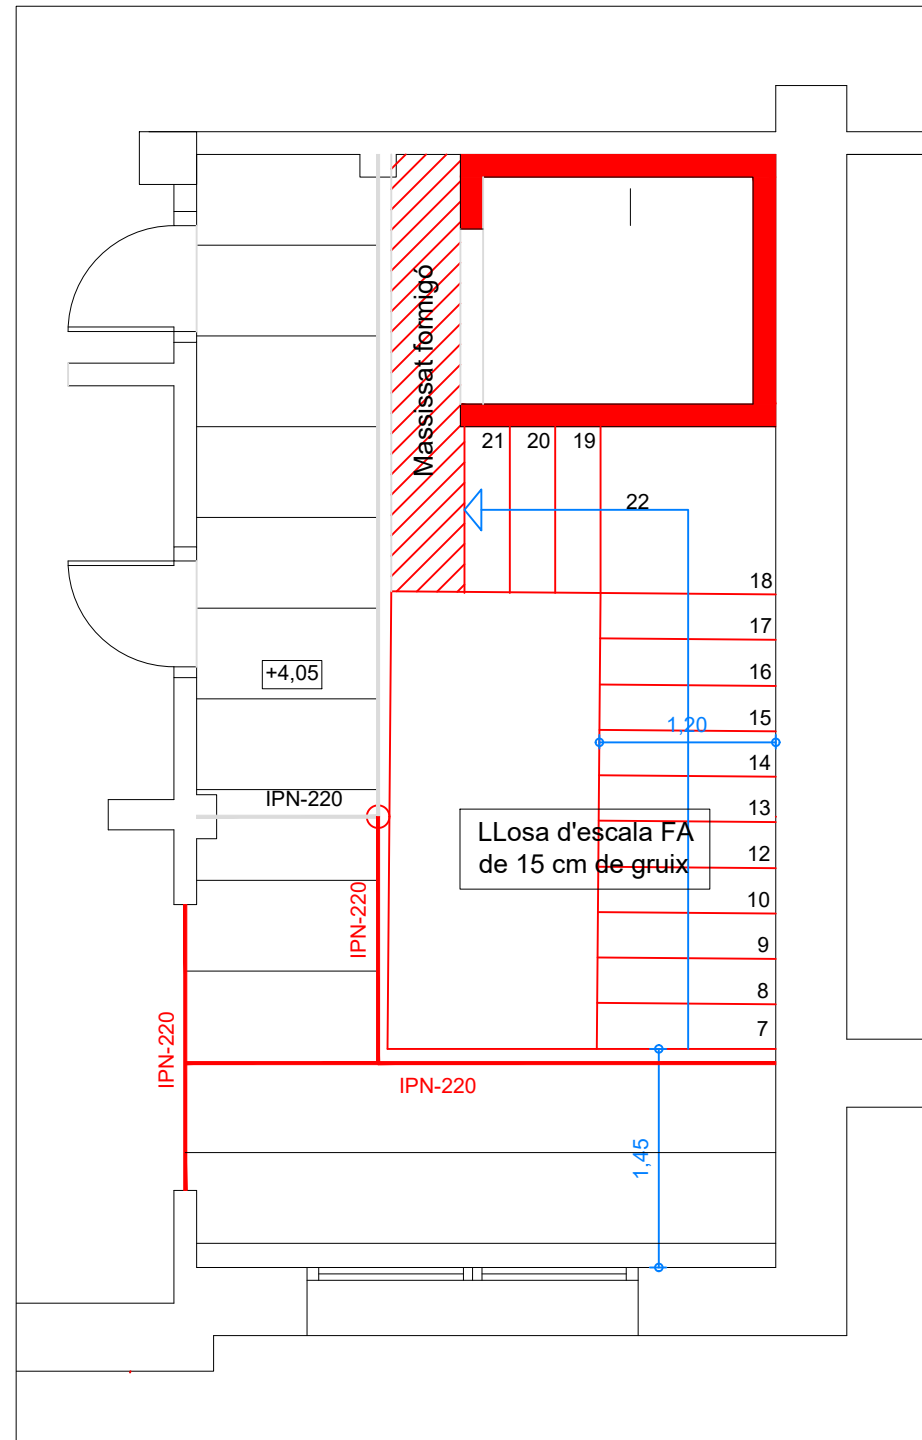 Massissat formigó
21
20
19
22
18
17
+4,05
16
15
1,20
14
IPN-220
13
LLosa d'escala FA
de 15 cm de gruix
12
10
IPN-220
9
8
7
IPN-220
IPN-220
1,45